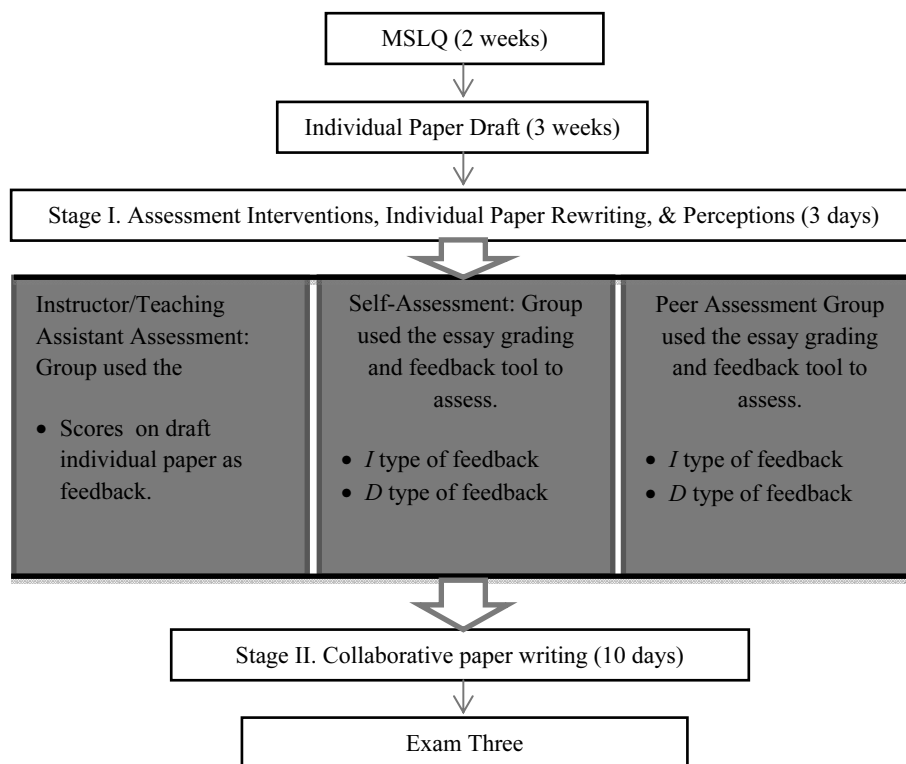 MSLQ (2 weeks)
Individual Paper Draft (3 weeks)
Stage I. Assessment Interventions, Individual Paper Rewriting, & Perceptions (3 days)
Instructor/Teaching
Assistant Assessment:
Group used the
• Scores on draft
individual paper as
feedback.
Self-Assessment: Group
used the essay grading
and feedback tool to
assess.
• I type of feedback
• D type of feedback
Peer Assessment Group
used the essay grading
and feedback tool to
assess.
• I type of feedback
• D type of feedback
Stage II. Collaborative paper writing (10 days)
Exam Three